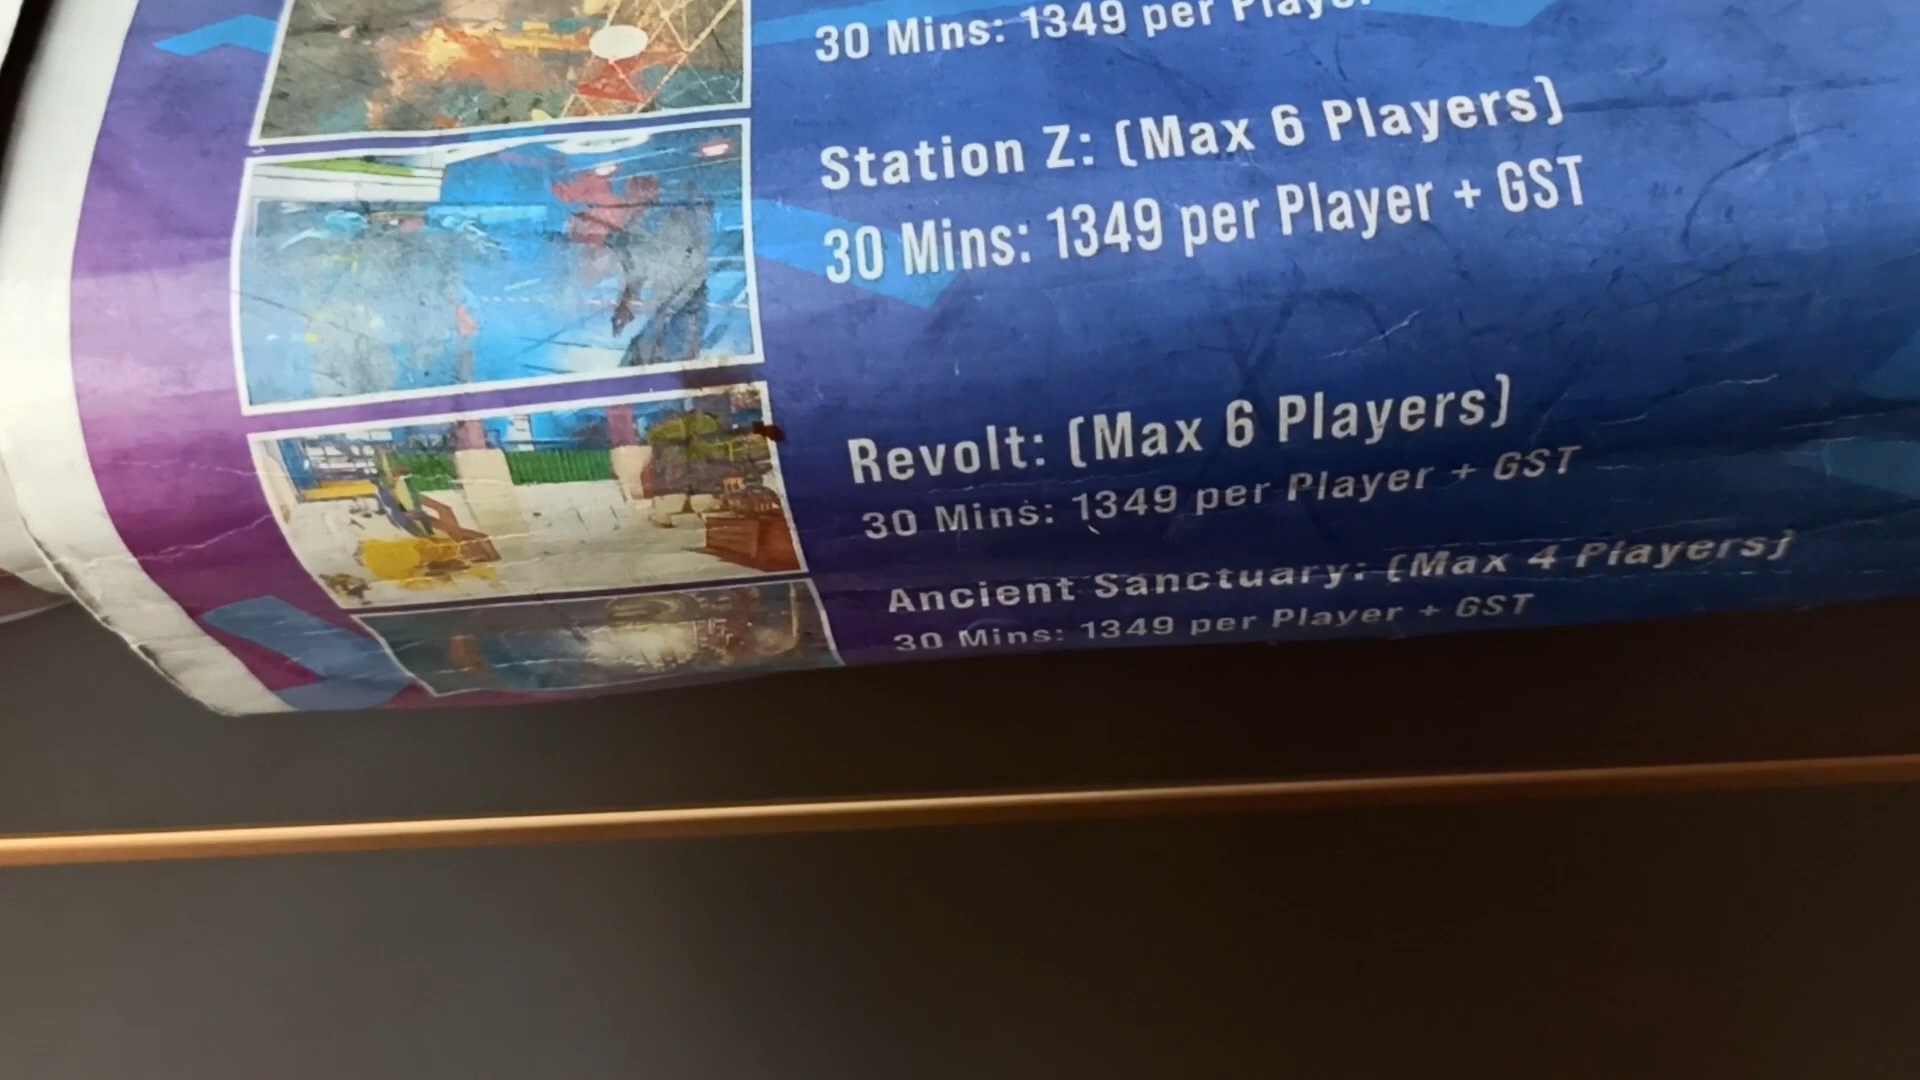 30 Mins: 1349 per Player
Station Z: (Max 6 Players)
30 Mins: 1349 per Player + GST
Revolt: (Max 6 Players)
30 Mins: 1349 per Player + GST
Ancient Sanctuary: (Max 4 Players)
30 Mins: 1349 per Player + GST